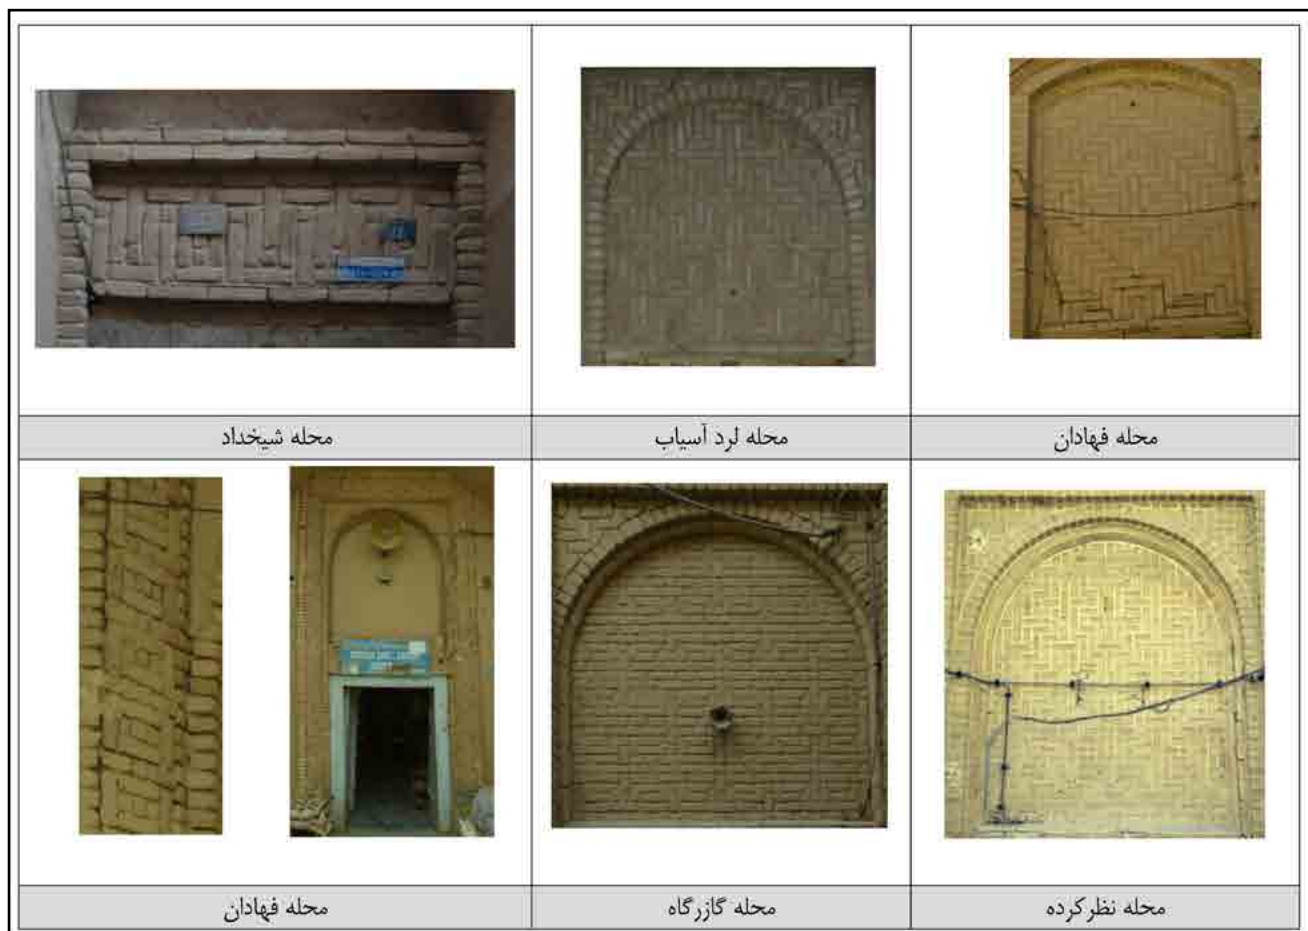 محله فهادان
محله لرد آسیاب
محله شیخداد
محله نظرکرده
محله گازرگاه
محله فهادان